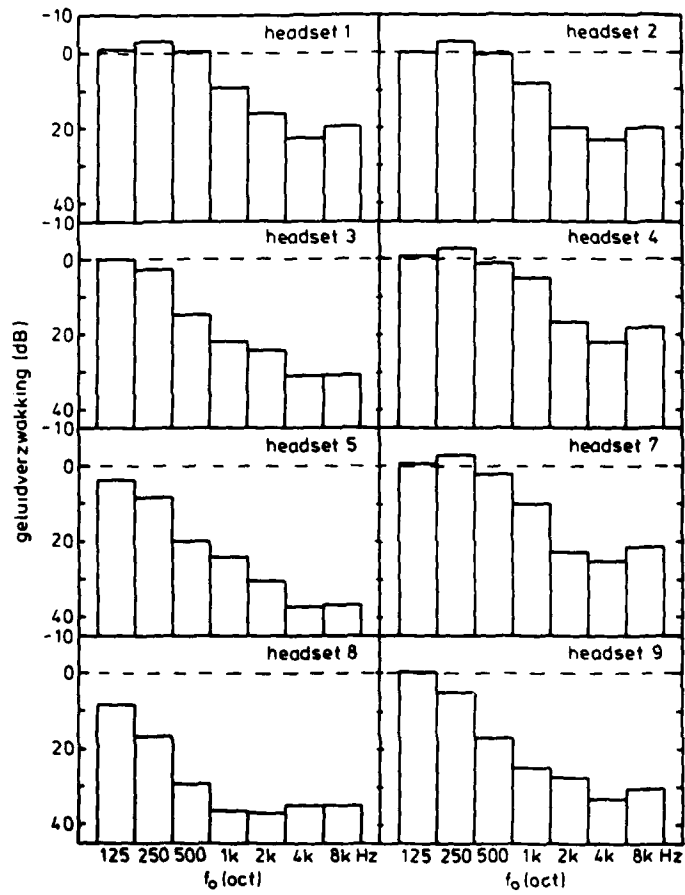 -10
0
20
40
headset 1
headset 2
-10
0
20
40
headset 3
headset 4
-10
0
20
40
headset 5
headset 7
-10
0
20
40
headset 8
headset 9
geluidverzwakking (dB)
125 250 500 1k 2k 4k 8k Hz
125 250 500 1k 2k 4k 8k Hz
f₀ (oct)
f₀ (oct)